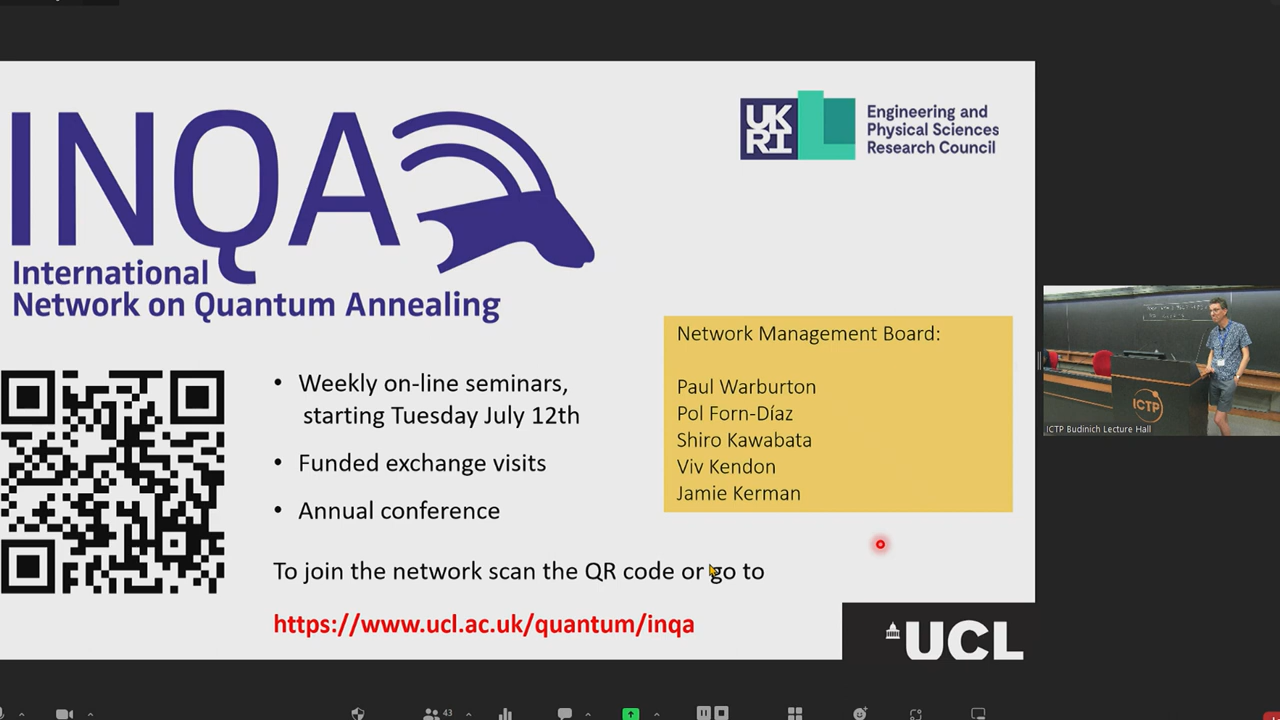 INQA
International
Network on Quantum Annealing
UK
RI
Engineering and
Physical Sciences
Research Council
Network Management Board:
Paul Warburton
Pol Forn-Díaz
Shiro Kawabata
Viv Kendon
Jamie Kerman
• Weekly on-line seminars,
starting Tuesday July 12th
• Funded exchange visits
• Annual conference
To join the network scan the QR code or go to
https://www.ucl.ac.uk/quantum/inqa
UCL
ICTP
ICTP Budinich Lecture Hall
43